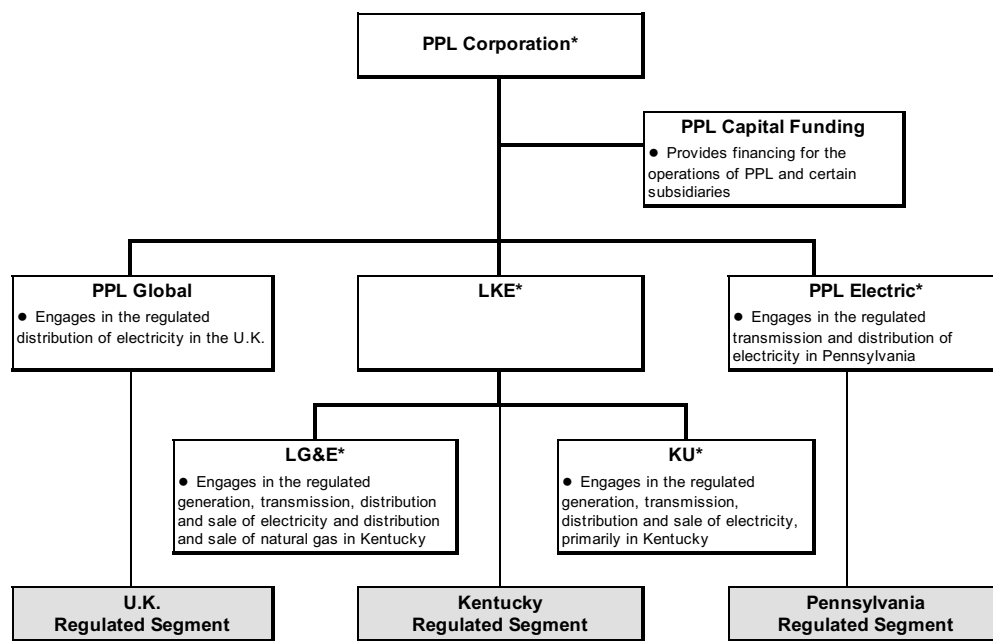 PPL Corporation*
PPL Capital Funding
● Provides financing for the
operations of PPL and certain
subsidiaries
PPL Global
● Engages in the regulated
distribution of electricity in the U.K.
LKE*
PPL Electric*
● Engages in the regulated
transmission and distribution of
electricity in Pennsylvania
LG&E*
● Engages in the regulated
generation, transmission, distribution
and sale of electricity and distribution
and sale of natural gas in Kentucky
KU*
● Engages in the regulated
generation, transmission,
distribution and sale of electricity,
primarily in Kentucky
U.K.
Regulated Segment
Kentucky
Regulated Segment
Pennsylvania
Regulated Segment